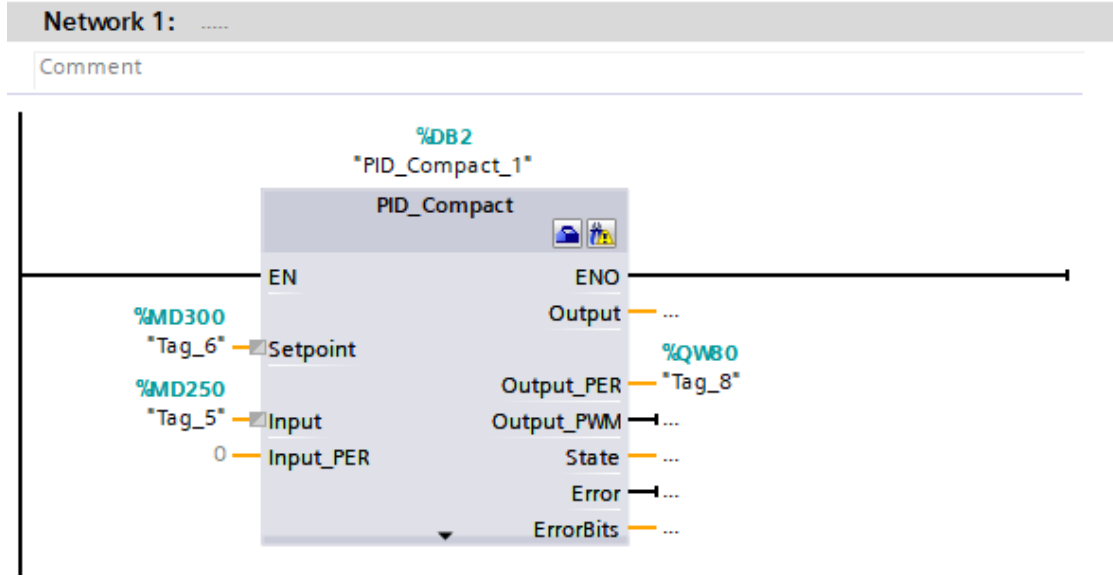 Network 1: .....
Comment
%DB2
"PID_Compact_1"
PID_Compact
EN
ENO
%MD300
"Tag_6"
Setpoint
Output
...
%MD250
"Tag_5"
Input
Output_PER
%QW80
"Tag_8"
Output_PWM
...
0
Input_PER
State
...
Error
...
ErrorBits
...